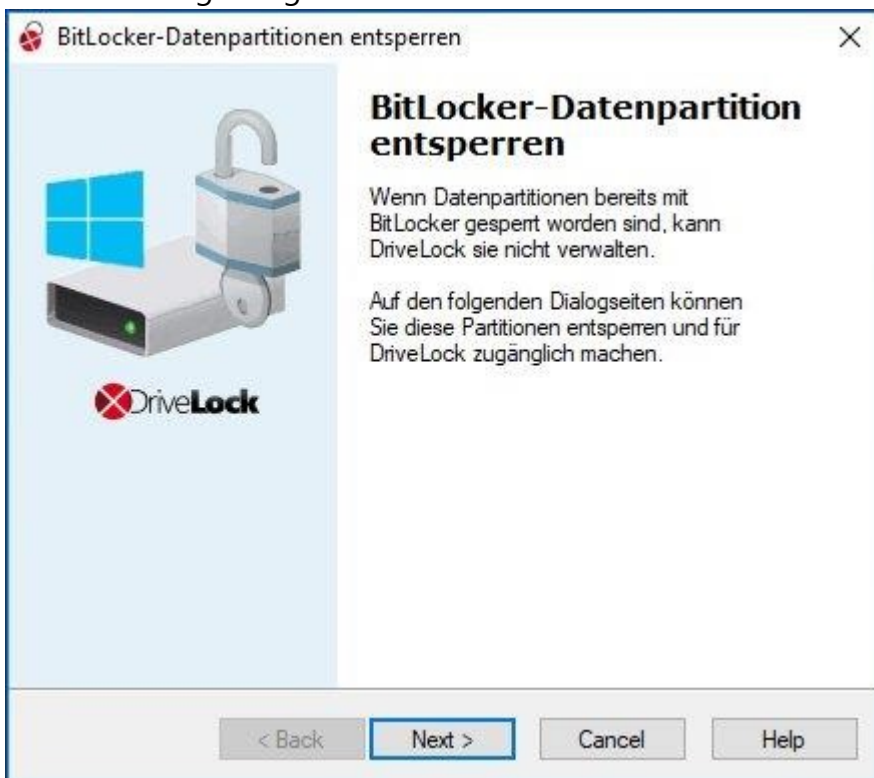 BitLocker-Datenpartitionen entsperren
BitLocker-Datenpartition
entsperren
Wenn Datenpartitionen bereits mit
BitLocker gesperrt worden sind, kann
DriveLock sie nicht verwalten.
Auf den folgenden Dialogseiten können
Sie diese Partitionen entsperren und für
DriveLock zugänglich machen.
DriveLock
< Back
Next >
Cancel
Help